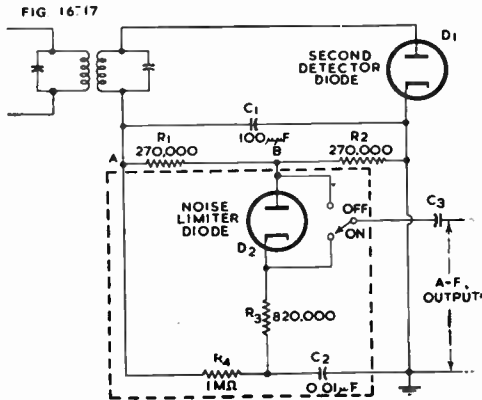 FIG. 16-17
D1
SECOND
DETECTOR
DIODE
C1
100μμF
R1
270,000
R2
270,000
A
B
NOISE
LIMITER
DIODE
D2
OFF
ON
C3
A-F.
OUTPUT
R3
820,000
R4
1MΩ
C2
0.01μF